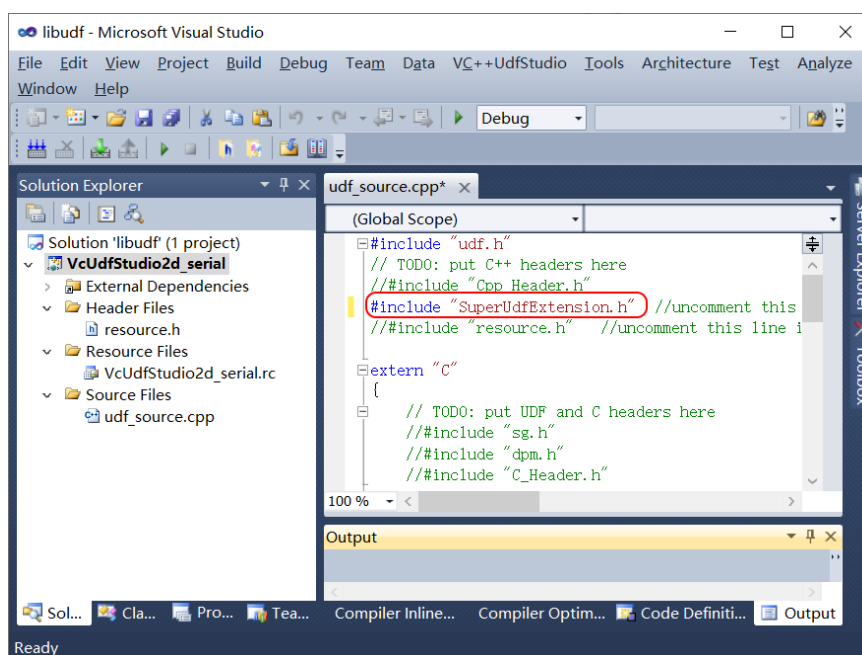 libudf - Microsoft Visual Studio
File Edit View Project Build Debug Team Data VC++UdfStudio Tools Architecture Test Analyze
Window Help
Debug
Solution Explorer
udf_source.cpp*
Server Explorer
Toolbox
(Global Scope)
Solution 'libudf' (1 project)
VcUdfStudio2d_serial
External Dependencies
Header Files
resource.h
Resource Files
VcUdfStudio2d_serial.rc
Source Files
udf_source.cpp
#include "udf.h"
// TODO: put C++ headers here
//#include "Cpp_Header.h"
#include "SuperUdfExtension.h" //uncomment this
//#include "resource.h" //uncomment this line i
extern "C"
{
// TODO: put UDF and C headers here
//#include "sg.h"
//#include "dpm.h"
//#include "C_Header.h"
100 %
Output
Sol... Cla... Pro... Tea...
Compiler Inline... Compiler Optim... Code Definiti... Output
Ready